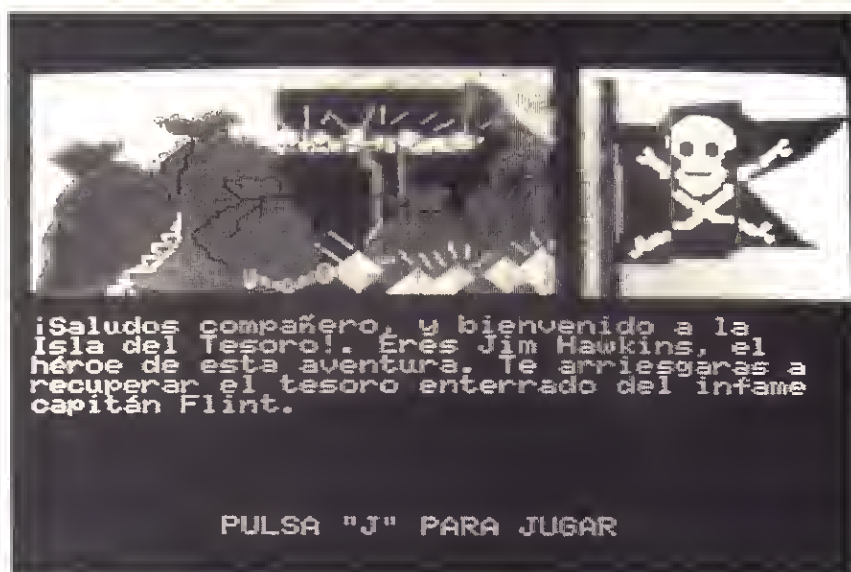 ¡Saludos compañero, y bienvenido a la
Isla del Tesoro!. Eres Jim Hawkins, el
héroe de esta aventura. Te arriesgaras a
recuperar el tesoro enterrado del infame
capitán Flint.
PULSA "J" PARA JUGAR